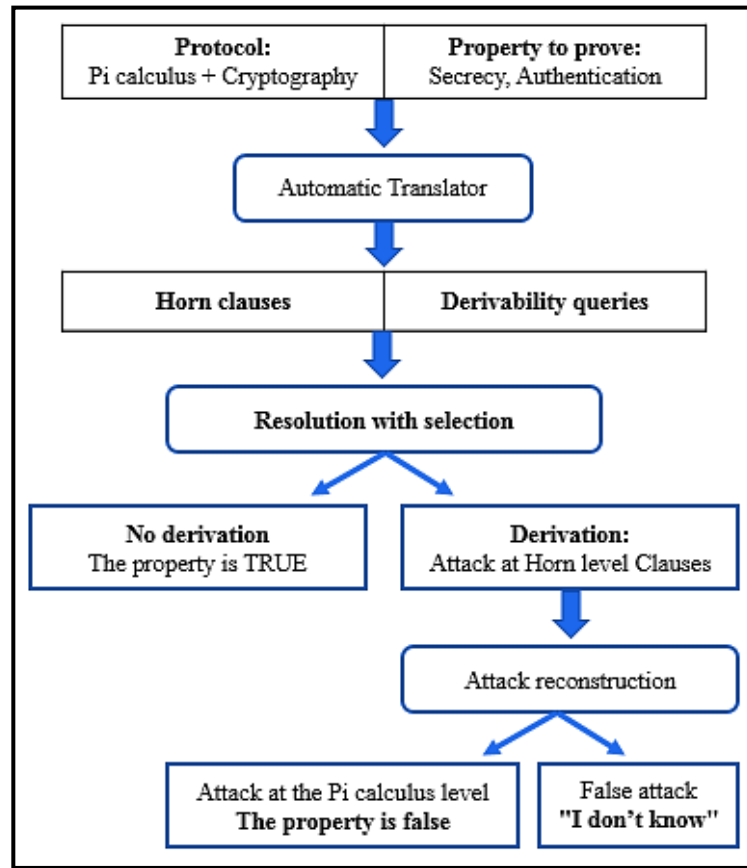 Protocol:
Pi calculus + Cryptography
Property to prove:
Secrecy, Authentication
Automatic Translator
Horn clauses
Derivability queries
Resolution with selection
No derivation
The property is TRUE
Derivation:
Attack at Horn level Clauses
Attack reconstruction
Attack at the Pi calculus level
The property is false
False attack
"I don’t know"